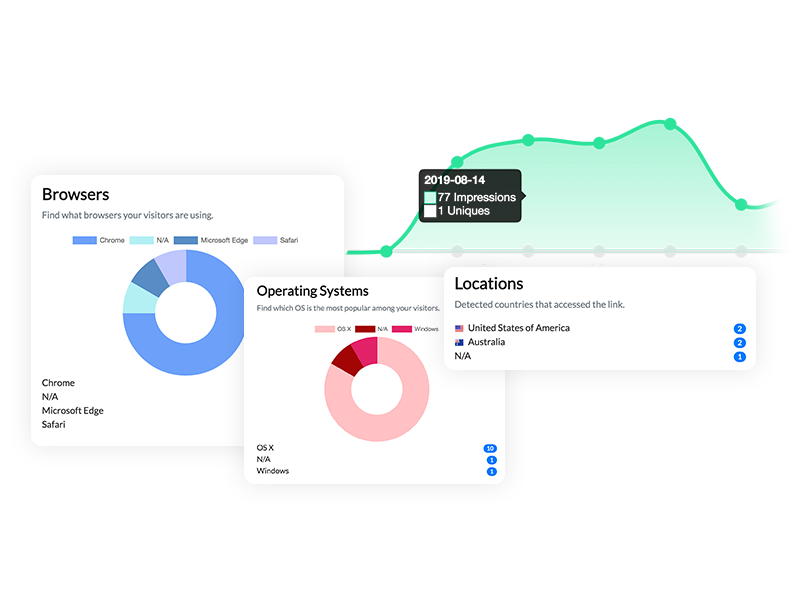 2019-08-14
77 Impressions
1 Uniques
Browsers
Find what browsers your visitors are using.
Chrome N/A Microsoft Edge Safari
Chrome
N/A
Microsoft Edge
Safari
Operating Systems
Find which OS is the most popular among your visitors.
OS X N/A Windows
OS X 10
N/A 1
Windows 1
Locations
Detected countries that accessed the link.
United States of America 2
Australia 2
N/A 1